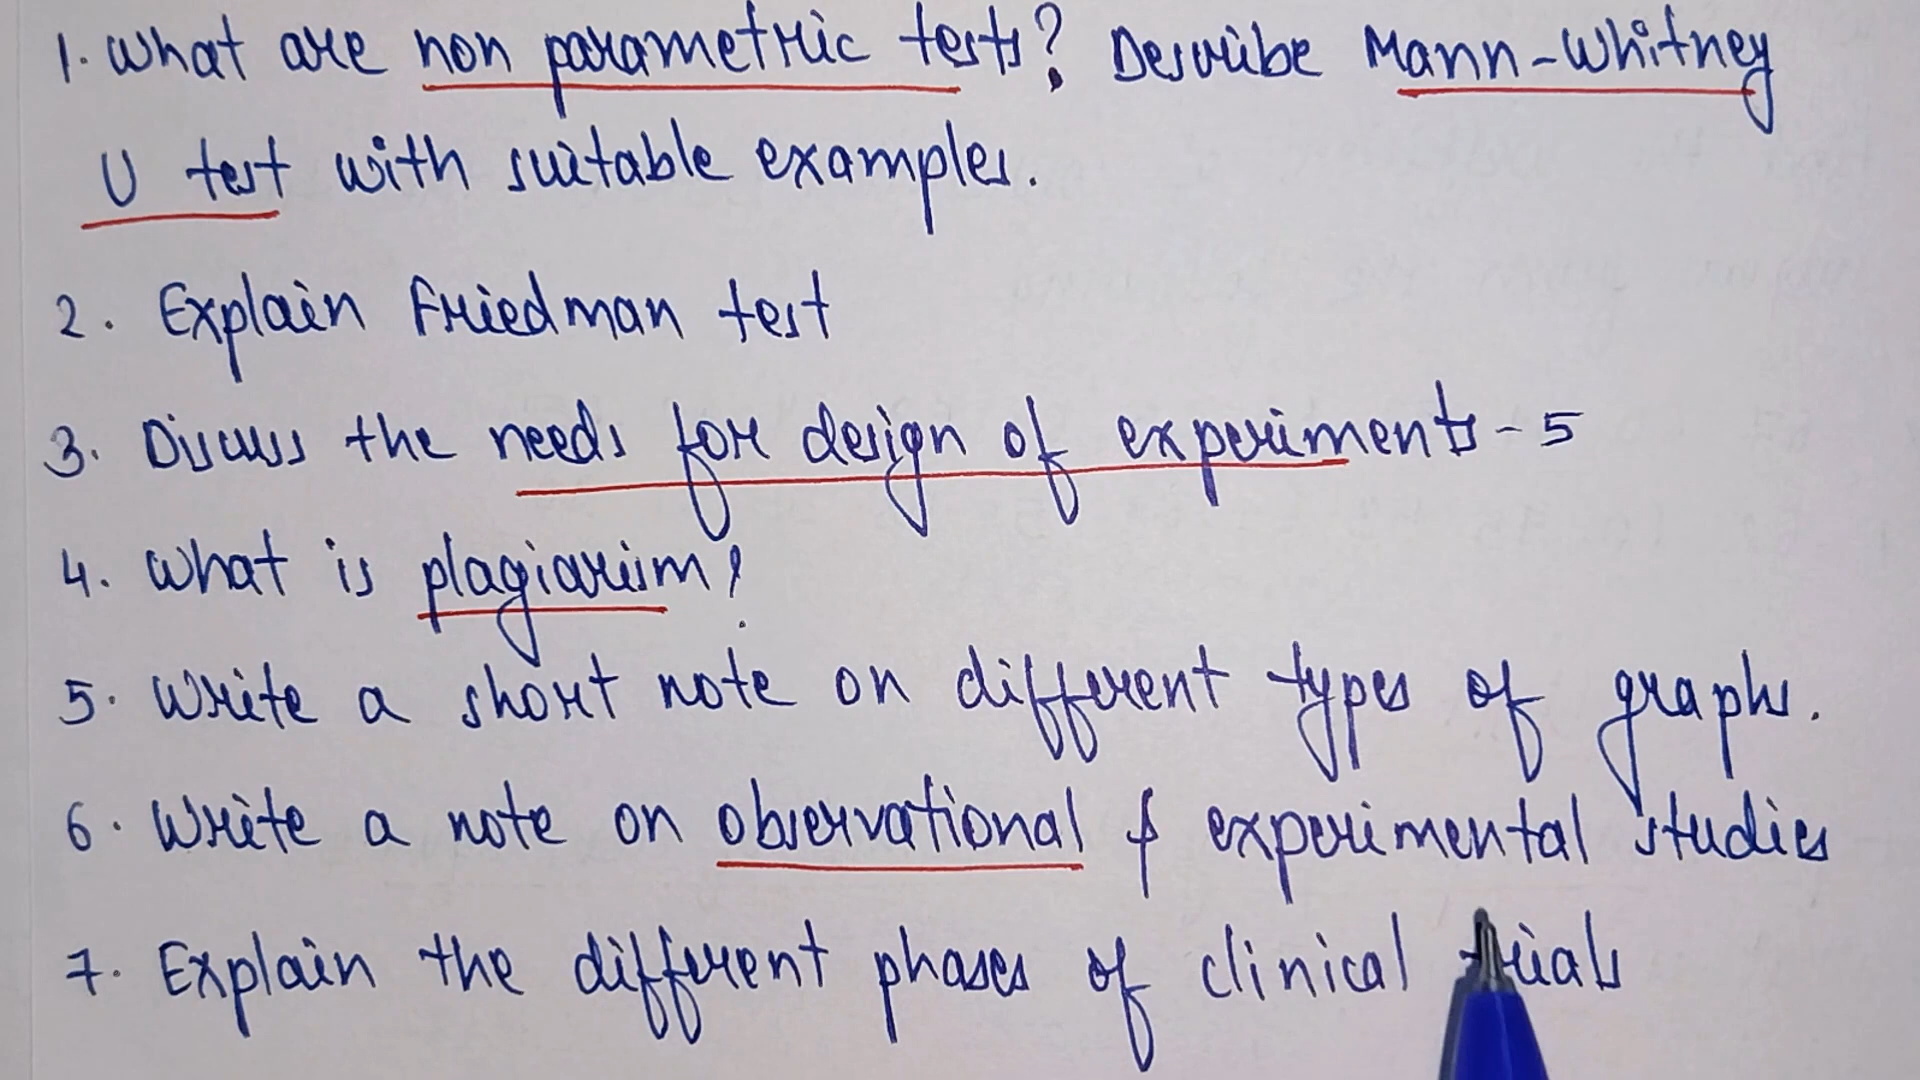 1. What are non parametric tests? Describe Mann-Whitney
U test with suitable examples.
2. Explain Friedman test
3. Discuss the needs for design of experiments - 5
4. What is plagiarism?
5. Write a short note on different types of graphs.
6. Write a note on observational & experimental studies
7. Explain the different phases of clinical trials